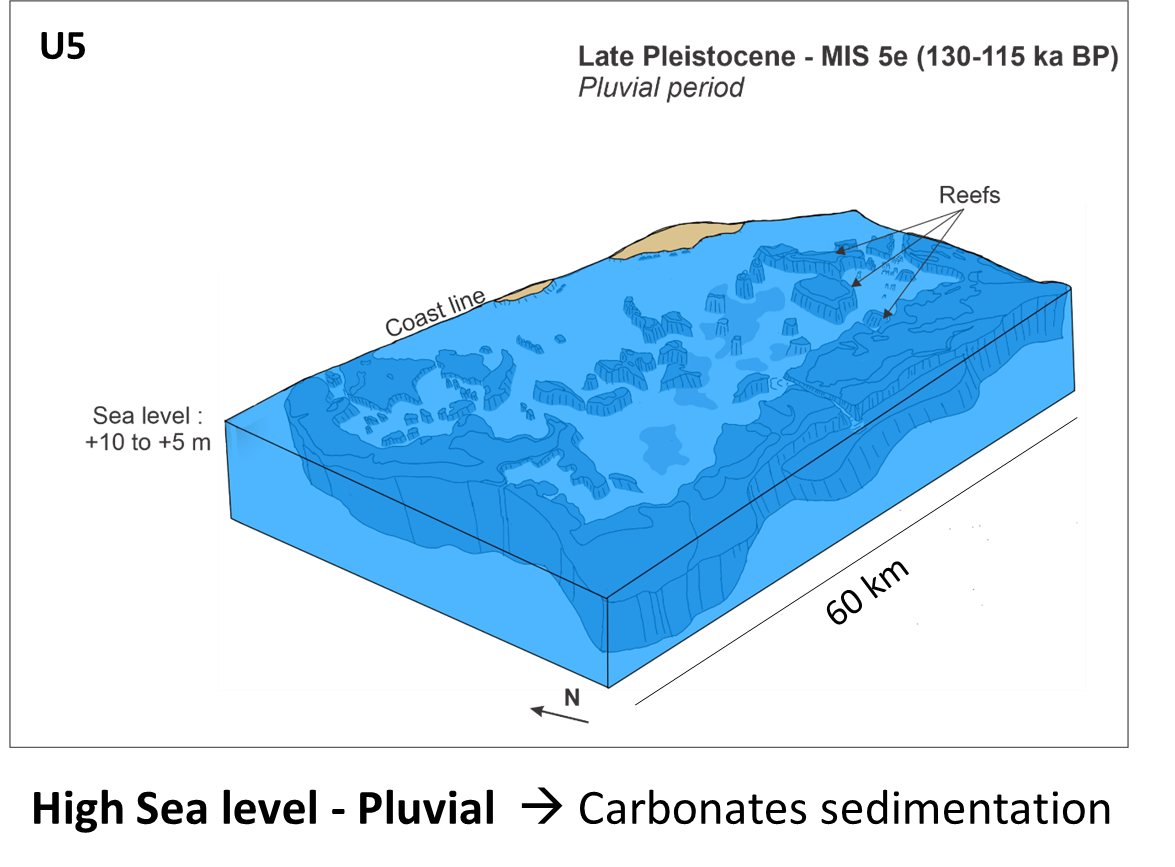 U5
Late Pleistocene - MIS 5e (130-115 ka BP)
Pluvial period
Reefs
Coast line
Sea level :
+10 to +5 m
60 km
N
High Sea level - Pluvial → Carbonates sedimentation